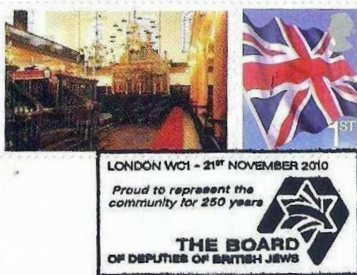 1ST
LONDON WC1 - 21ST NOVEMBER 2010
Proud to represent the
community for 250 years
THE BOARD
OF DEPUTIES OF BRITISH JEWS